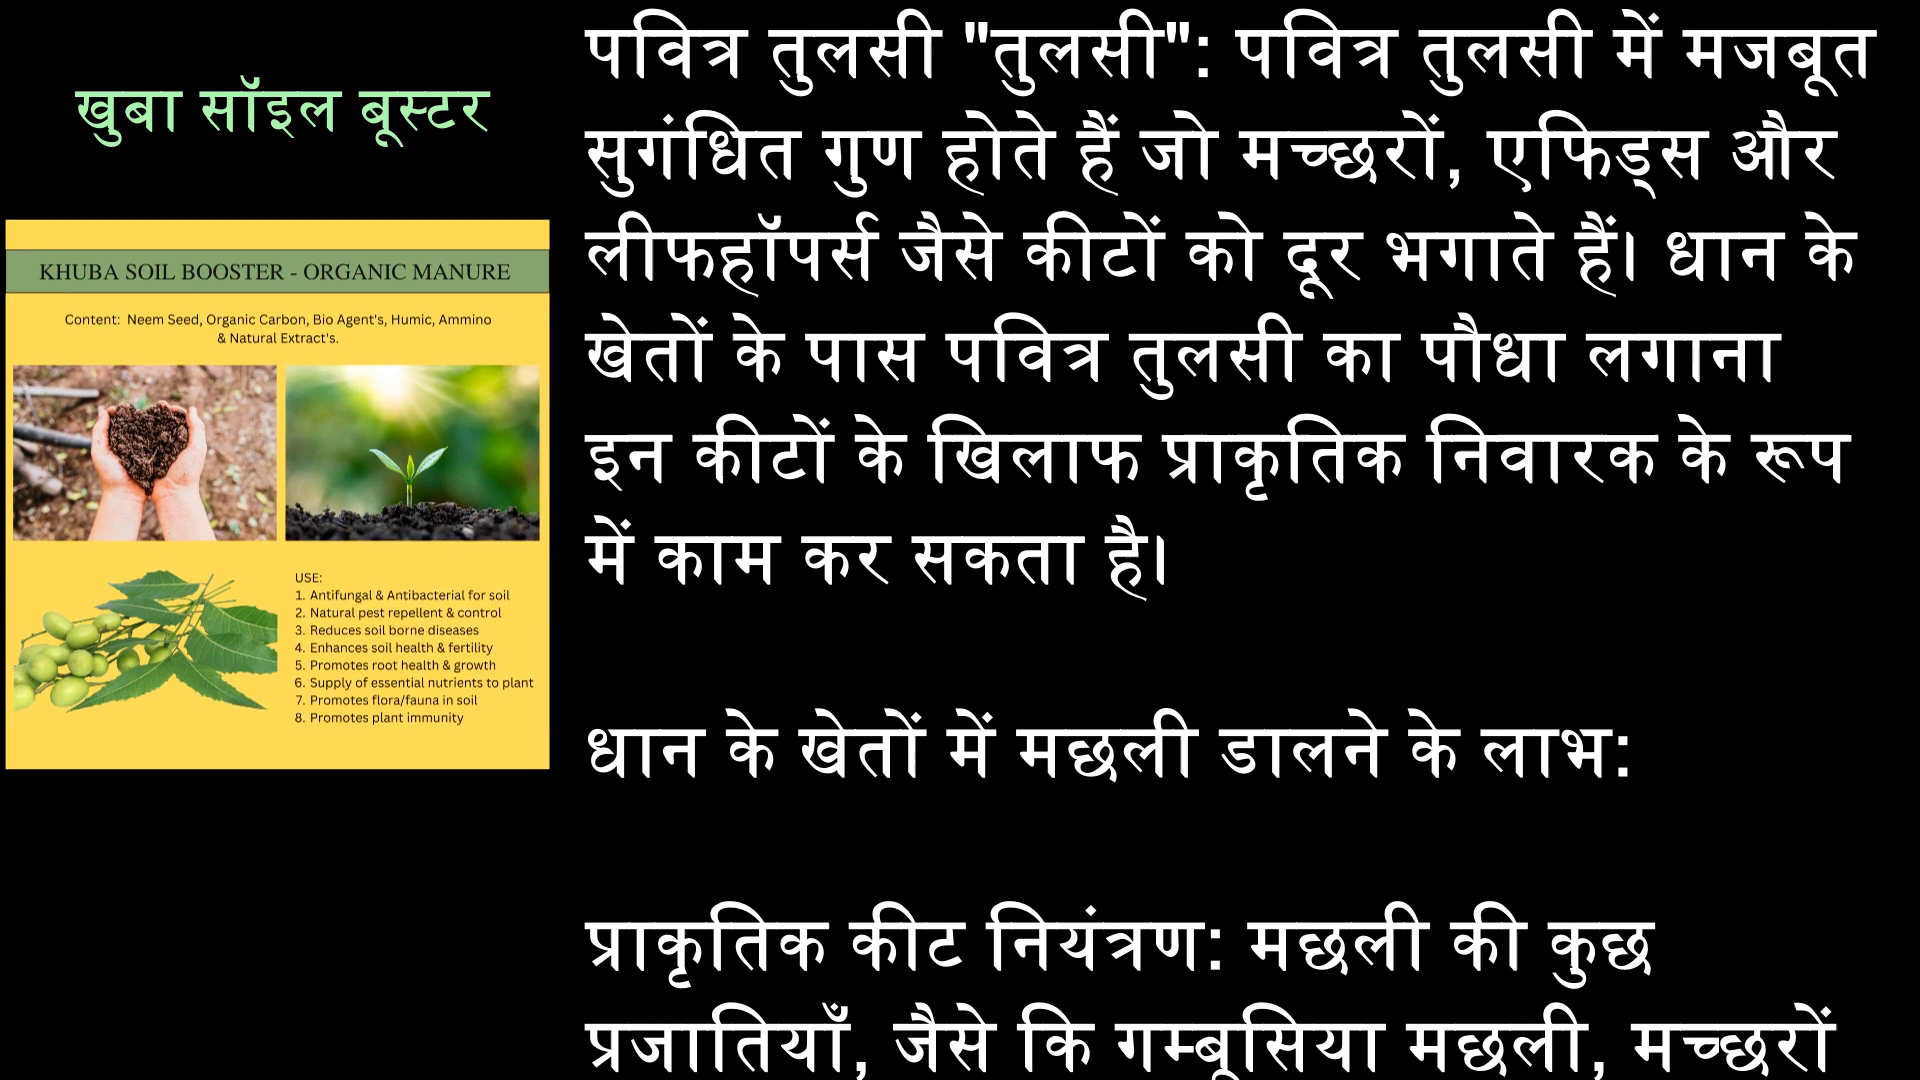 खुबा सॉइल बूस्टर
KHUBA SOIL BOOSTER - ORGANIC MANURE
Content: Neem Seed, Organic Carbon, Bio Agent's, Humic, Ammino
& Natural Extract's.
USE:
1. Antifungal & Antibacterial for soil
2. Natural pest repellent & control
3. Reduces soil borne diseases
4. Enhances soil health & fertility
5. Promotes root health & growth
6. Supply of essential nutrients to plant
7. Promotes flora/fauna in soil
8. Promotes plant immunity
पवित्र तुलसी "तुलसी": पवित्र तुलसी में मजबूत
सुगंधित गुण होते हैं जो मच्छरों, एफिड्स और
लीफहॉपर्स जैसे कीटों को दूर भगाते हैं। धान के
खेतों के पास पवित्र तुलसी का पौधा लगाना
इन कीटों के खिलाफ प्राकृतिक निवारक के रूप
में काम कर सकता है।
धान के खेतों में मछली डालने के लाभ:
प्राकृतिक कीट नियंत्रण: मछली की कुछ
प्रजातियाँ, जैसे कि गम्बूसिया मछली, मच्छरों